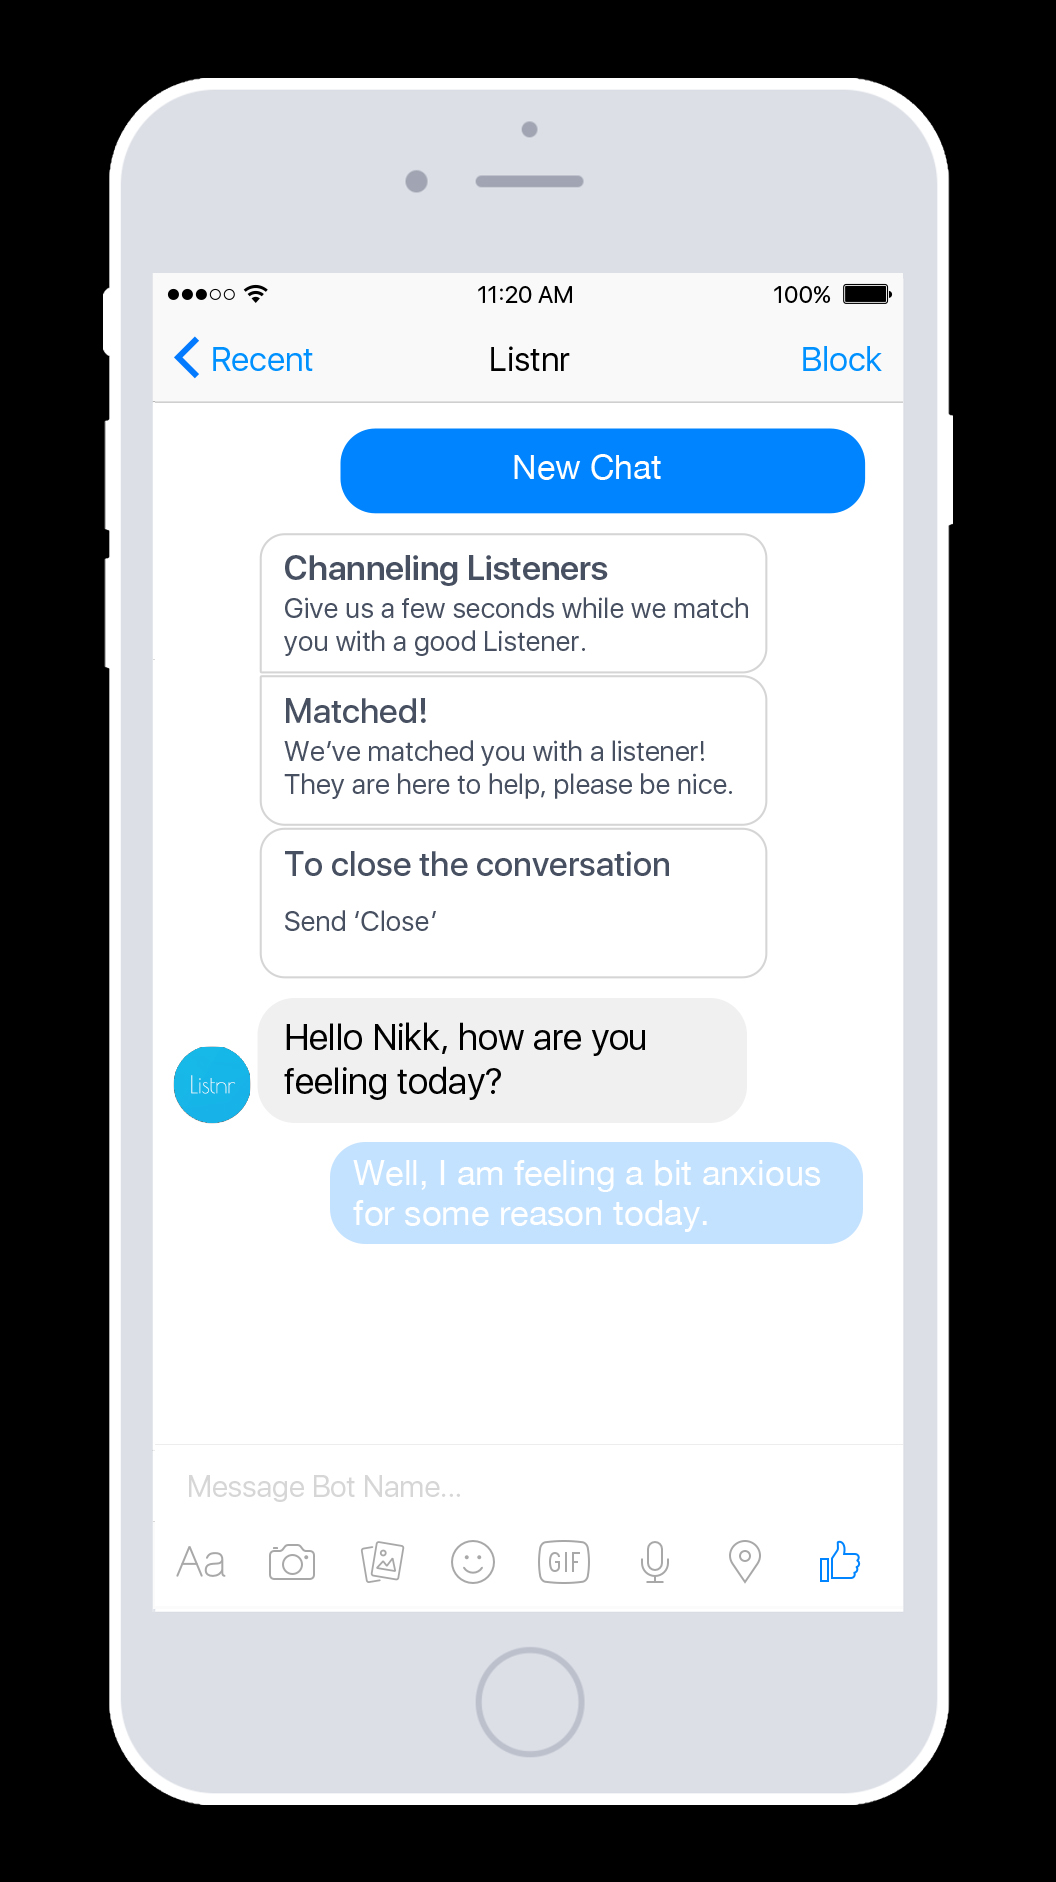 11:20 AM
100%
Recent
Listnr
Block
New Chat
Channeling Listeners
Give us a few seconds while we match
you with a good Listener.
Matched!
We’ve matched you with a listener!
They are here to help, please be nice.
To close the conversation
Send ‘Close’
Hello Nikk, how are you
feeling today?
Listnr
Well, I am feeling a bit anxious
for some reason today.
Message Bot Name...
Aa
GIF